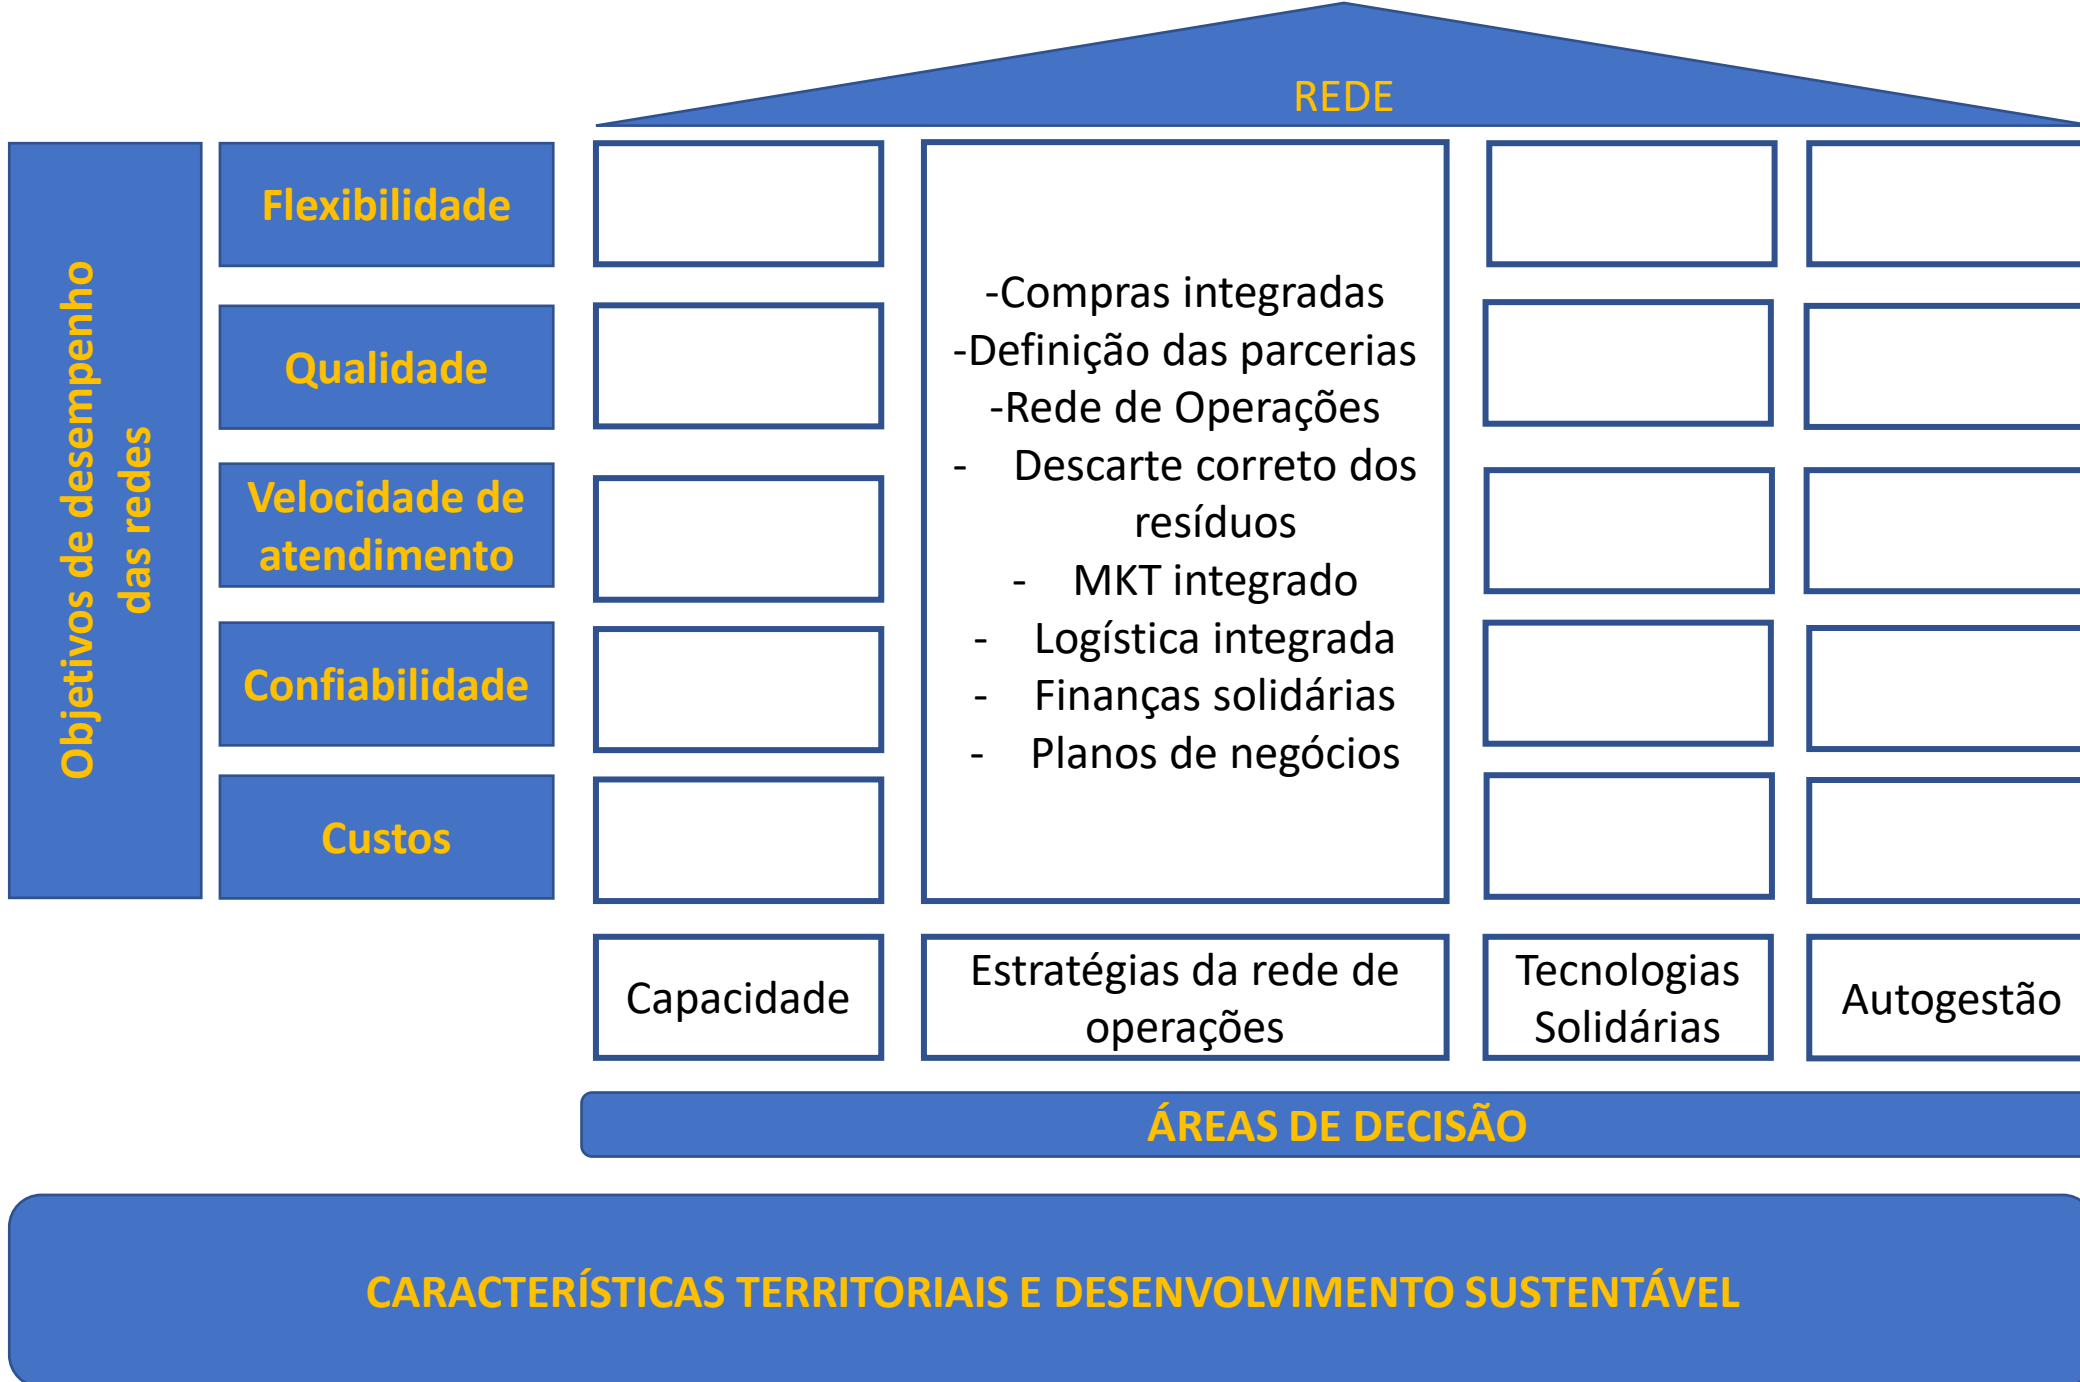 REDE
Objetivos de desempenho
das redes
Flexibilidade
Qualidade
Velocidade de
atendimento
Confiabilidade
Custos
-Compras integradas
-Definição das parcerias
-Rede de Operações
- Descarte correto dos
resíduos
- MKT integrado
- Logística integrada
- Finanças solidárias
- Planos de negócios
Capacidade
Estratégias da rede de
operações
Tecnologias
Solidárias
Autogestão
ÁREAS DE DECISÃO
CARACTERÍSTICAS TERRITORIAIS E DESENVOLVIMENTO SUSTENTÁVEL